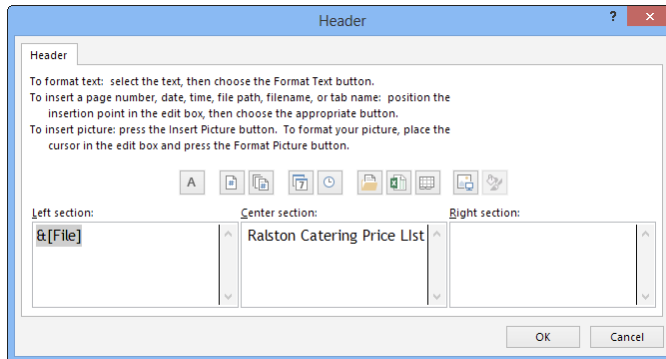 Header
?
×
Header
To format text: select the text, then choose the Format Text button.
To insert a page number, date, time, file path, filename, or tab name: position the
insertion point in the edit box, then choose the appropriate button.
To insert picture: press the Insert Picture button. To format your picture, place the
cursor in the edit box and press the Format Picture button.
A
7
Left section:
Center section:
Right section:
&[File]
Ralston Catering Price LIst
OK
Cancel